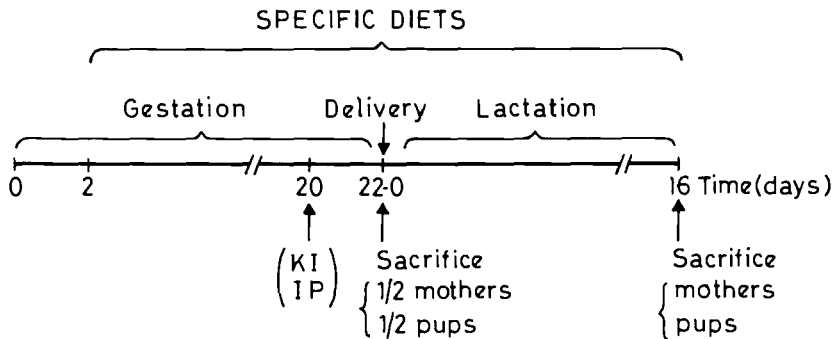 SPECIFIC DIETS
Gestation Delivery Lactation
0 2 20 22-0 16 Time(days)
(KI Sacrifice Sacrifice
IP) 1/2 mothers mothers
1/2 pups pups